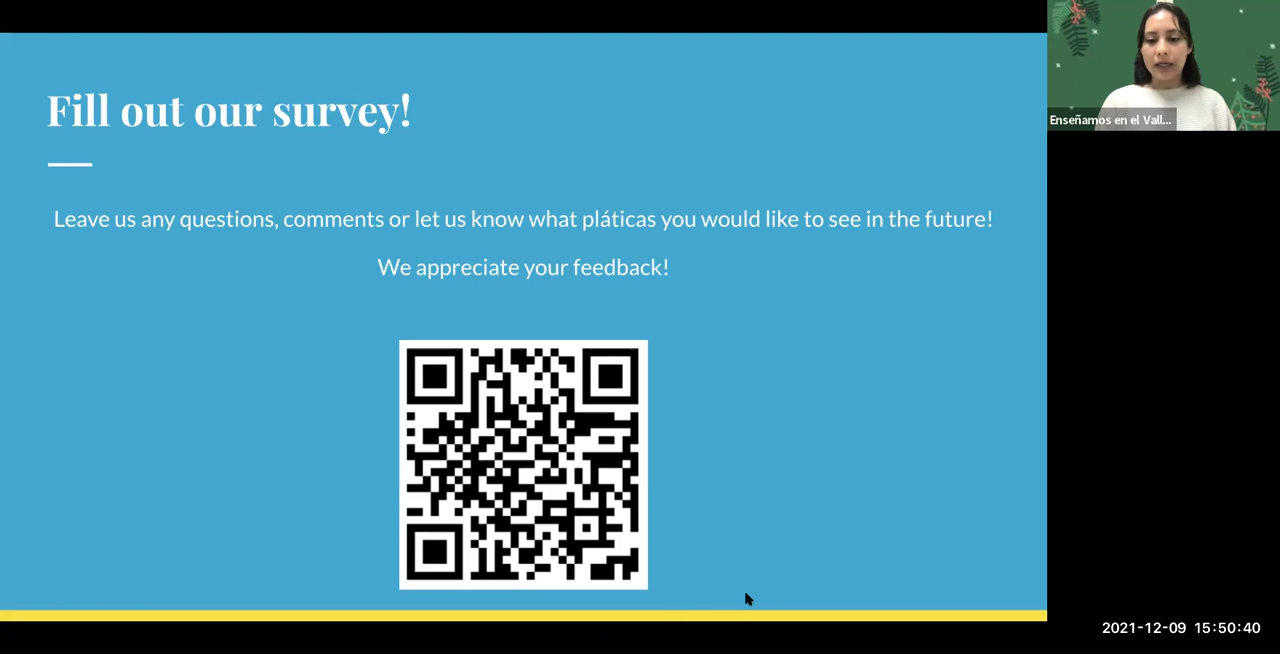 Fill out our survey!
Leave us any questions, comments or let us know what pláticas you would like to see in the future!
We appreciate your feedback!
Enseñamos en el Vall...
2021-12-09 15:50:40